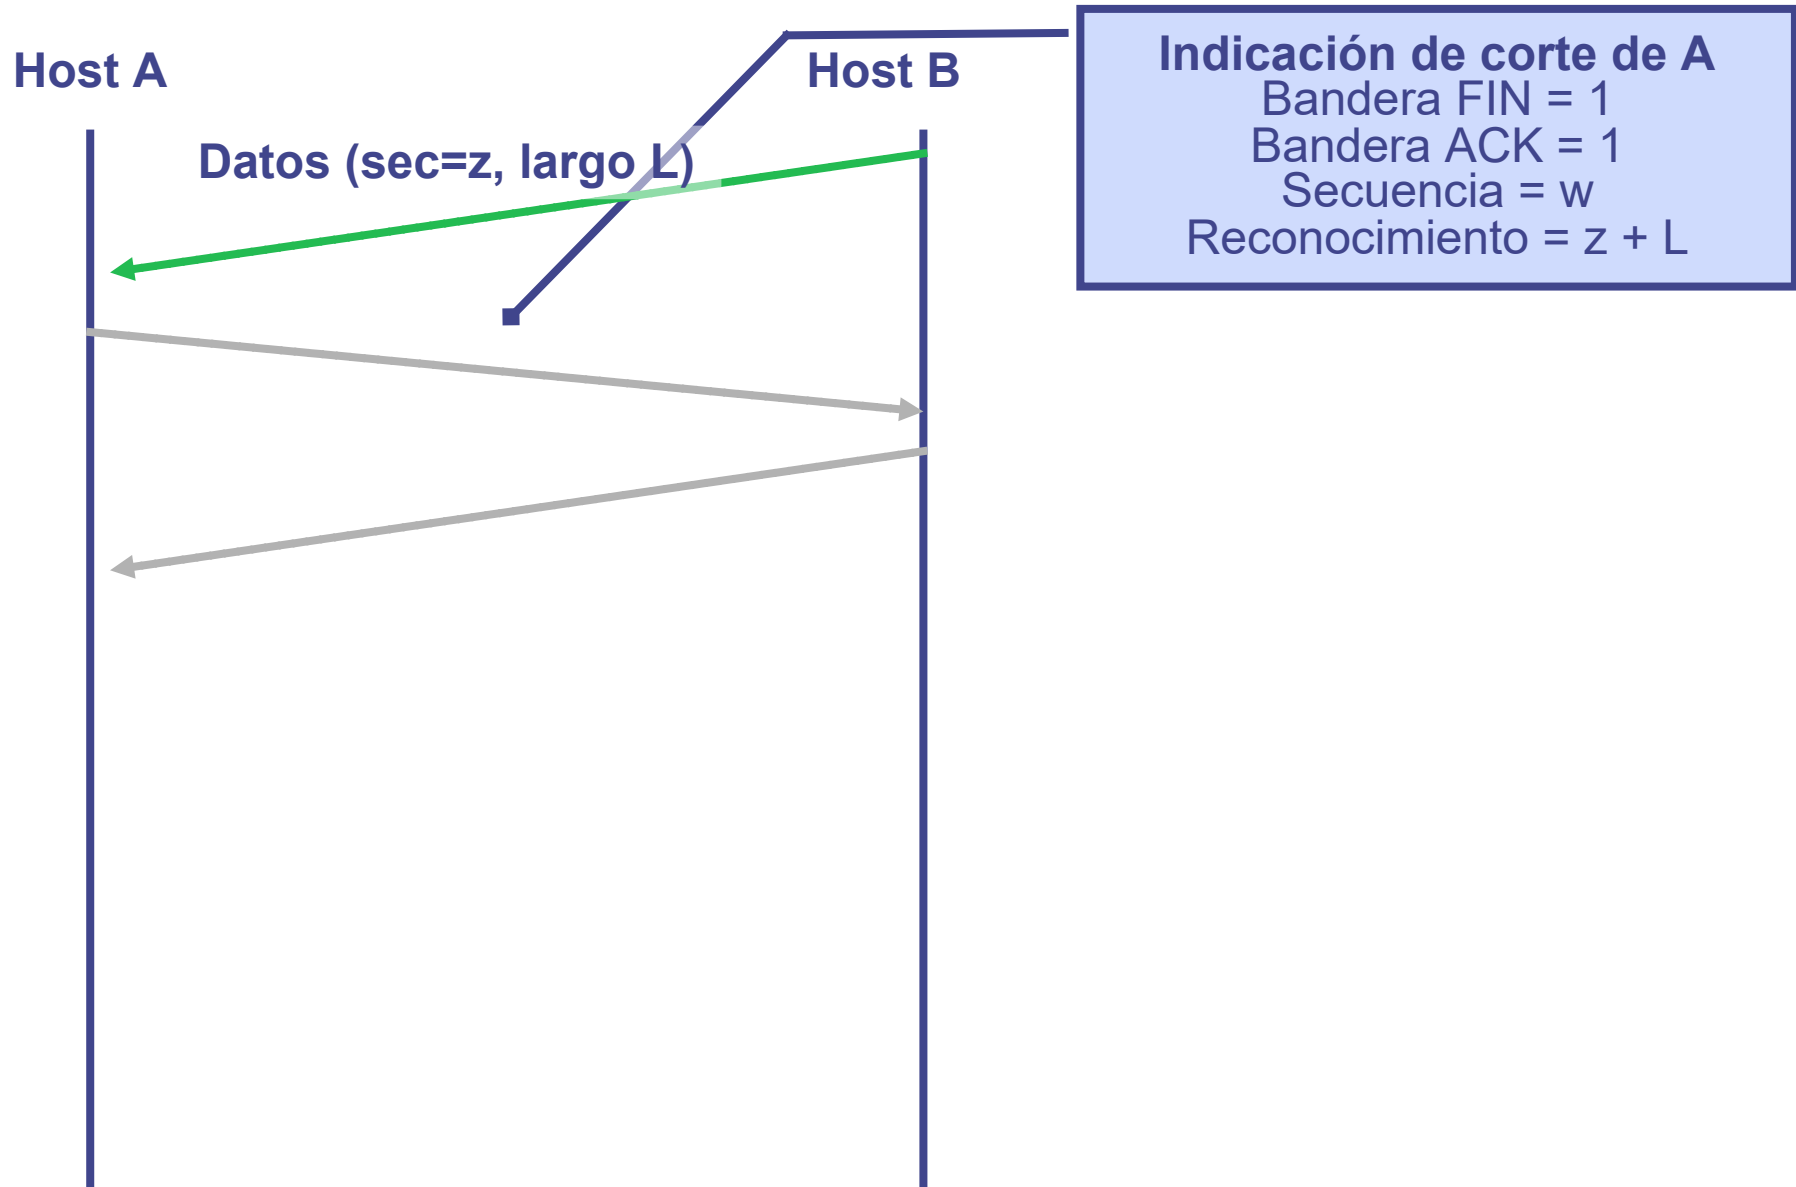 Host A
Host B
Datos (sec=z, largo L)
Indicación de corte de A
Bandera FIN = 1
Bandera ACK = 1
Secuencia = w
Reconocimiento = z + L